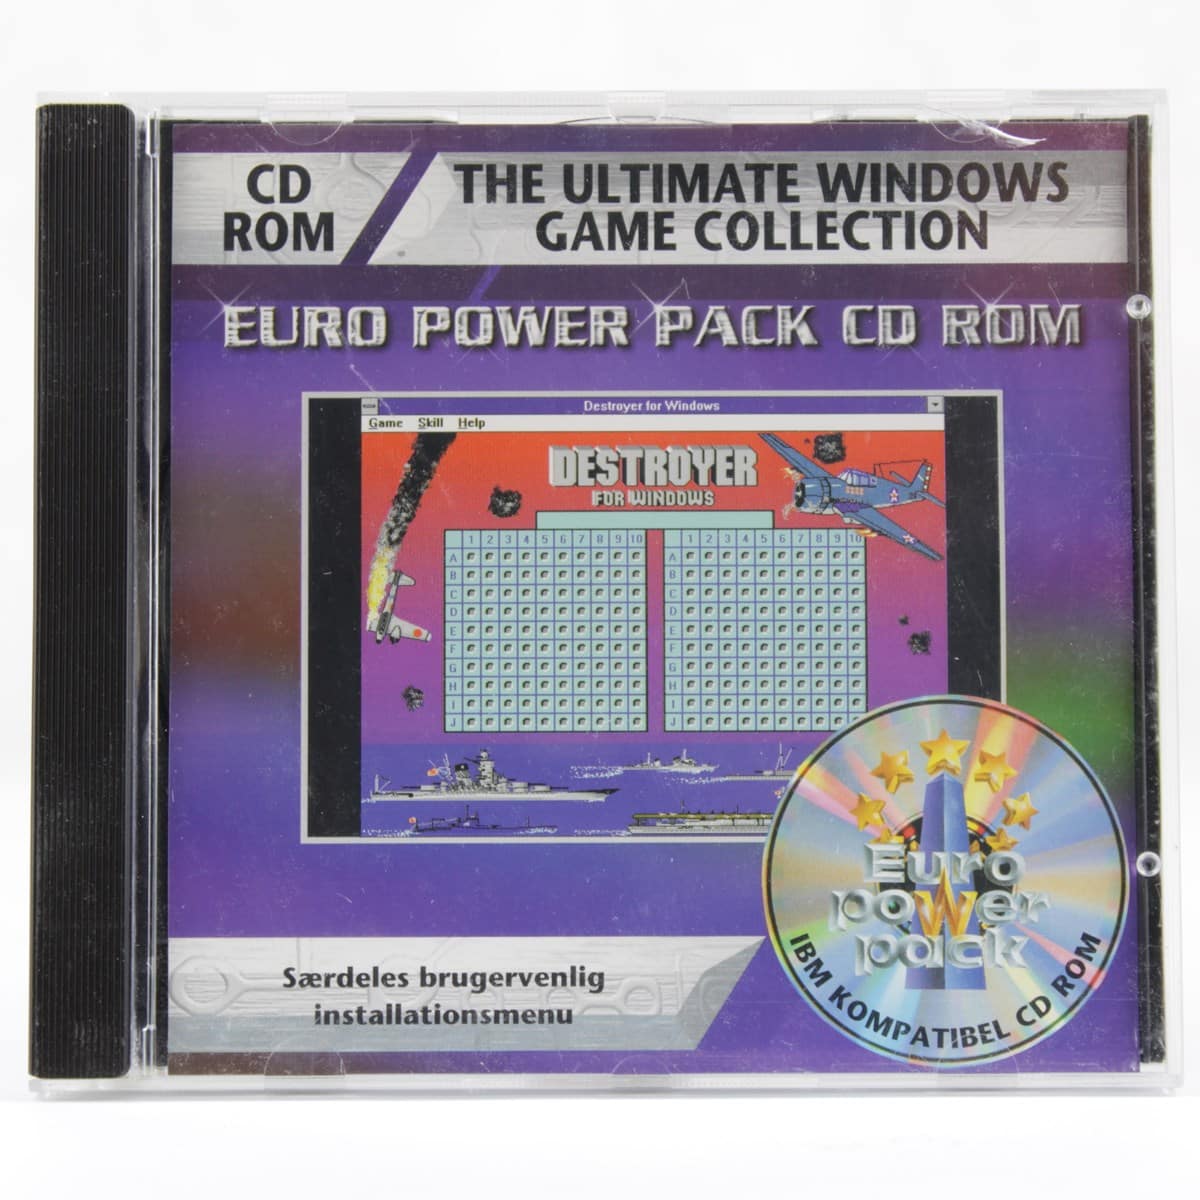 CD
ROM
THE ULTIMATE WINDOWS
GAME COLLECTION
EURO POWER PACK CD ROM
Destroyer for Windows
Game Skill Help
DESTROYER
FOR WINDOWS
1 2 3 4 5 6 7 8 9 10
A
B
C
D
E
F
G
H
I
J
1 2 3 4 5 6 7 8 9 10
A
B
C
D
E
F
G
H
I
J
Euro
power
pack
IBM KOMPATIBEL CD ROM
Særdeles brugervenlig
installationsmenu